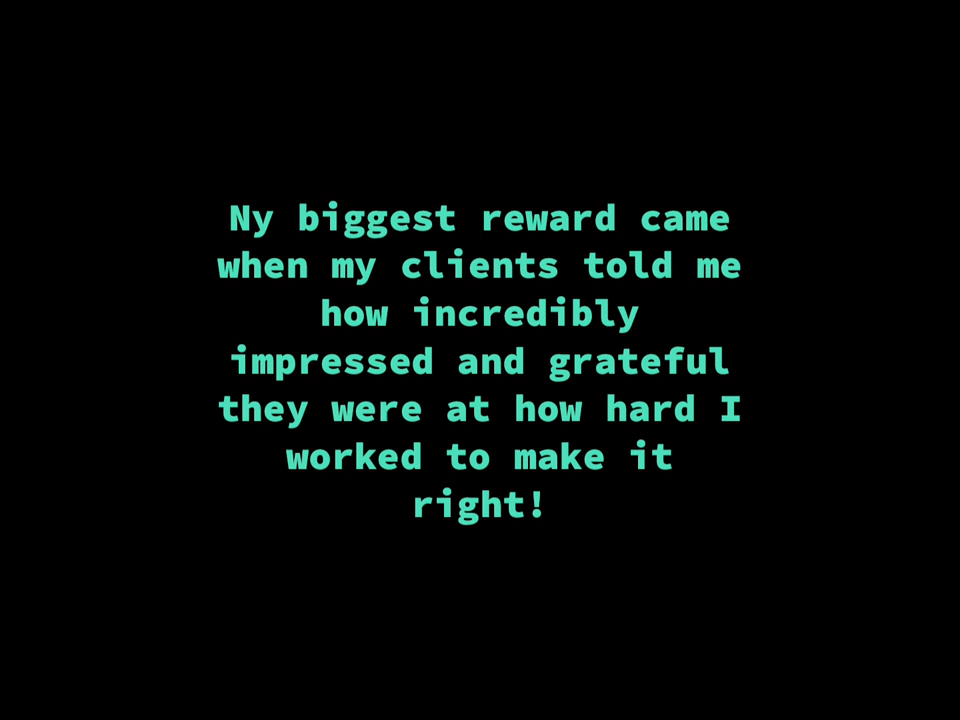 Ny biggest reward came
when my clients told me
how incredibly
impressed and grateful
they were at how hard I
worked to make it
right!